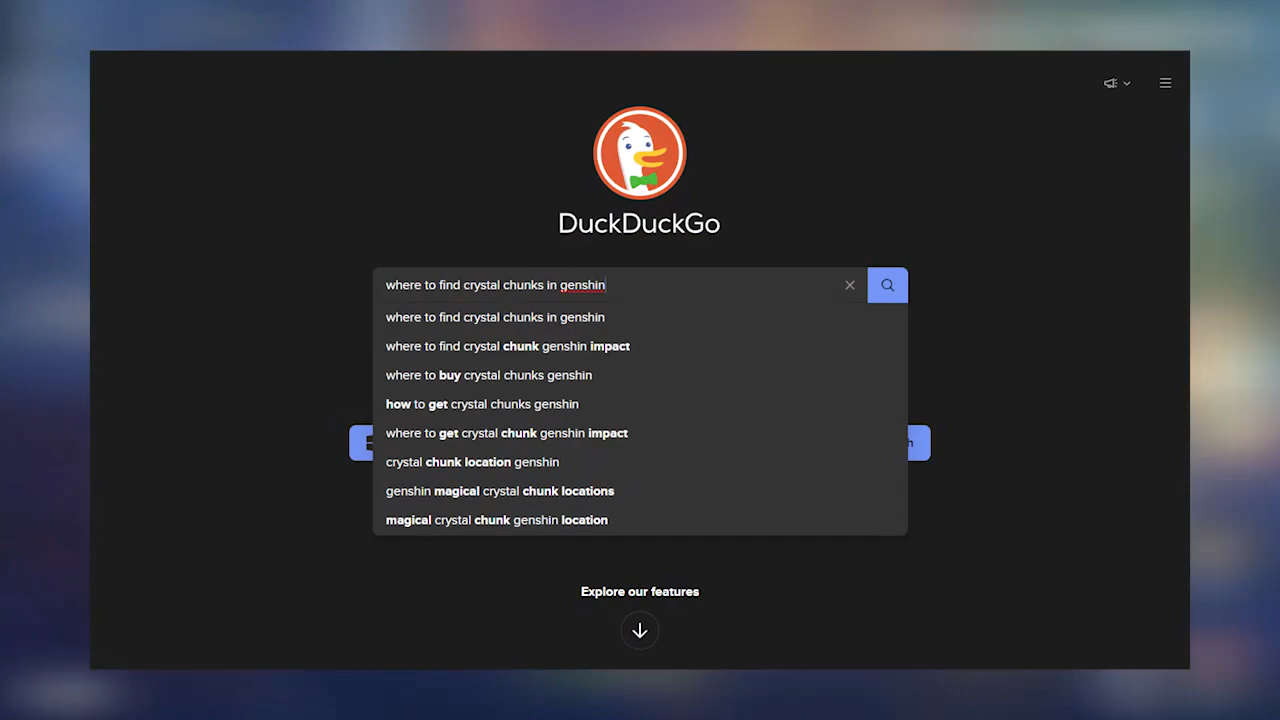 DuckDuckGo
where to find crystal chunks in genshin
where to find crystal chunks in genshin
where to find crystal chunk genshin impact
where to buy crystal chunks genshin
how to get crystal chunks genshin
where to get crystal chunk genshin impact
crystal chunk location genshin
genshin magical crystal chunk locations
magical crystal chunk genshin location
Explore our features